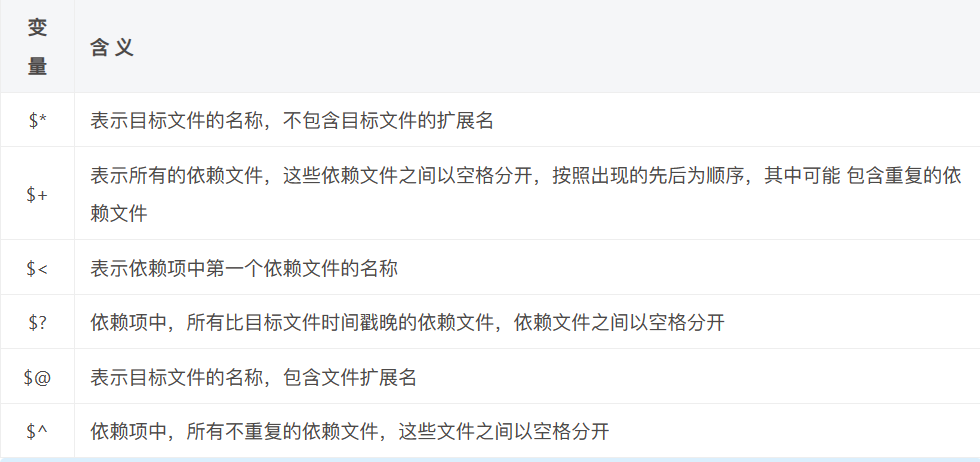 变
量
含 义
$*
表示目标文件的名称，不包含目标文件的扩展名
$+
表示所有的依赖文件，这些依赖文件之间以空格分开，按照出现的先后为顺序，其中可能 包含重复的依
赖文件
$<
表示依赖项中第一个依赖文件的名称
$?
依赖项中，所有比目标文件时间戳晚的依赖文件，依赖文件之间以空格分开
$@
表示目标文件的名称，包含文件扩展名
$^
依赖项中，所有不重复的依赖文件，这些文件之间以空格分开